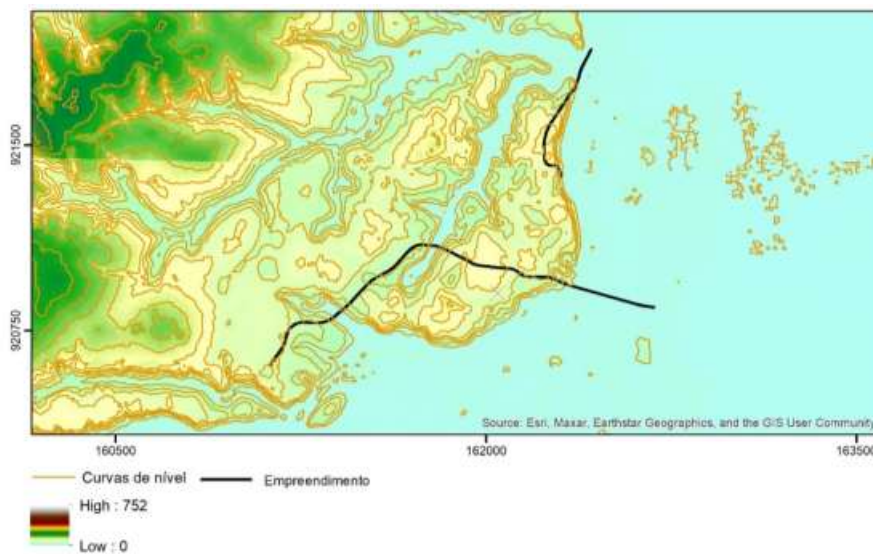 921500
920750
Source: Esri, Maxar, Earthstar Geographics, and the GIS User Community
160500
162000
163500
Curvas de nível
Empreendimento
High : 752
Low : 0